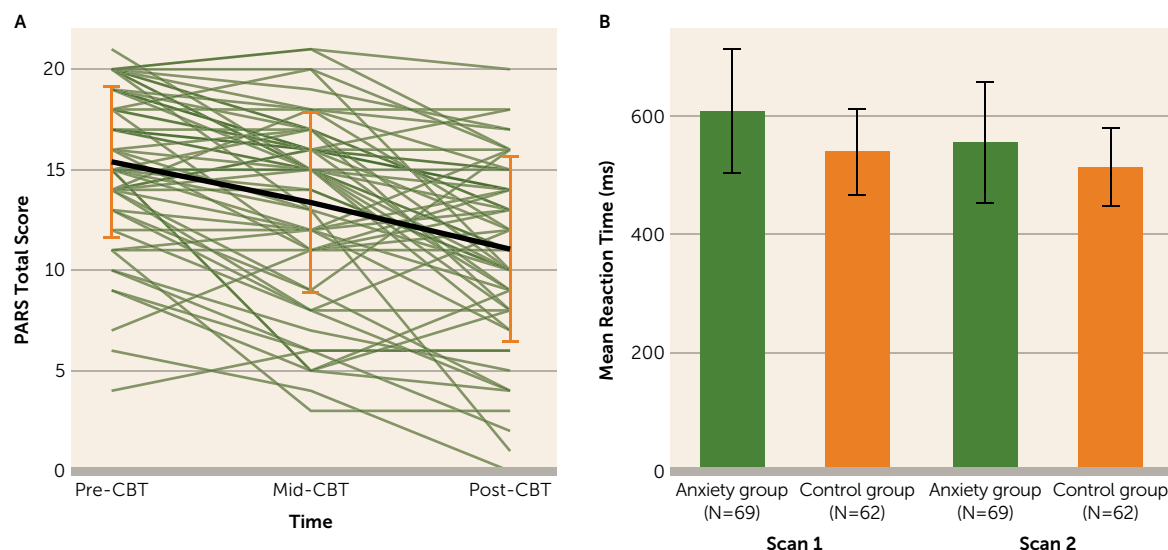 A
PARS Total Score
20
15
10
5
0
Pre-CBT
Mid-CBT
Post-CBT
Time
B
Mean Reaction Time (ms)
600
400
200
0
Anxiety group
(N=69)
Control group
(N=62)
Anxiety group
(N=69)
Control group
(N=62)
Scan 1
Scan 2